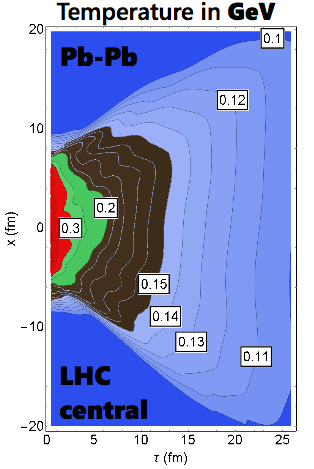 Temperature in GeV
Pb-Pb
0.1
0.12
0.2
0.3
0.15
0.14
0.13
0.11
LHC
central
20
10
0
−10
−20
x (fm)
0 5 10 15 20 25
τ (fm)